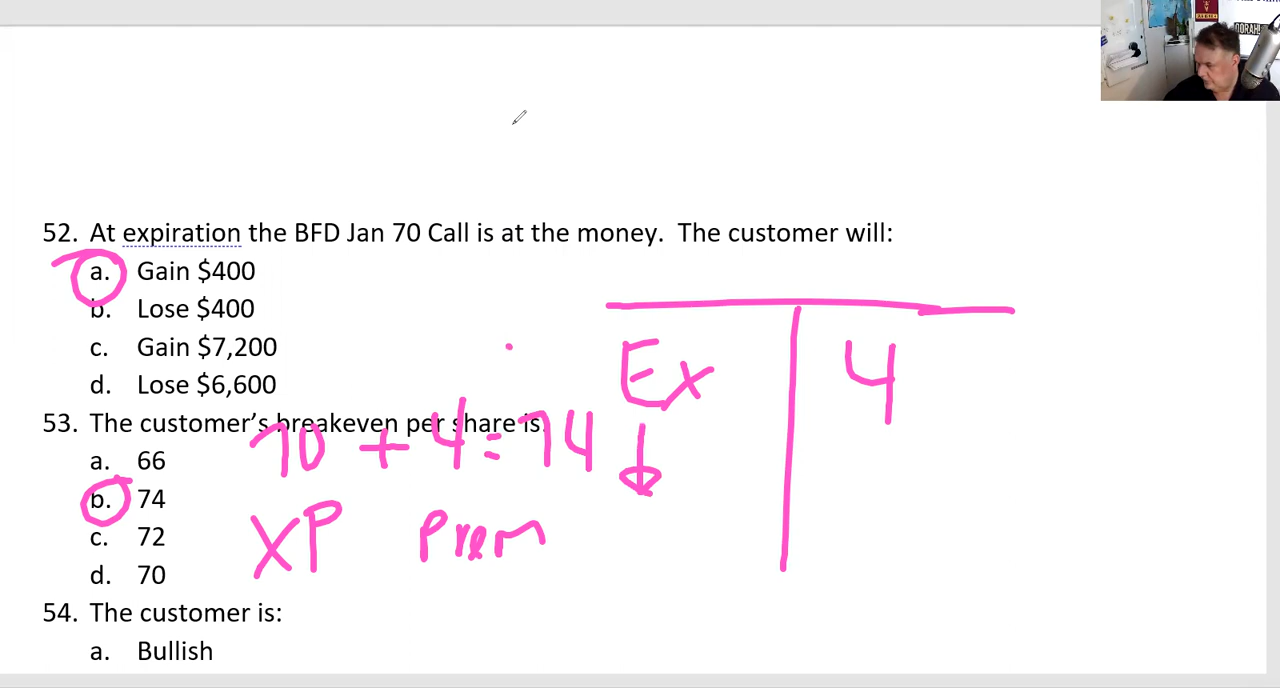 OORAH!
52. At expiration the BFD Jan 70 Call is at the money. The customer will:
a. Gain $400
b. Lose $400
c. Gain $7,200
d. Lose $6,600
Ex 4
53. The customer's breakeven per share is:
70 + 4 = 74
a. 66
b. 74
XP Prem
c. 72
d. 70
54. The customer is:
a. Bullish